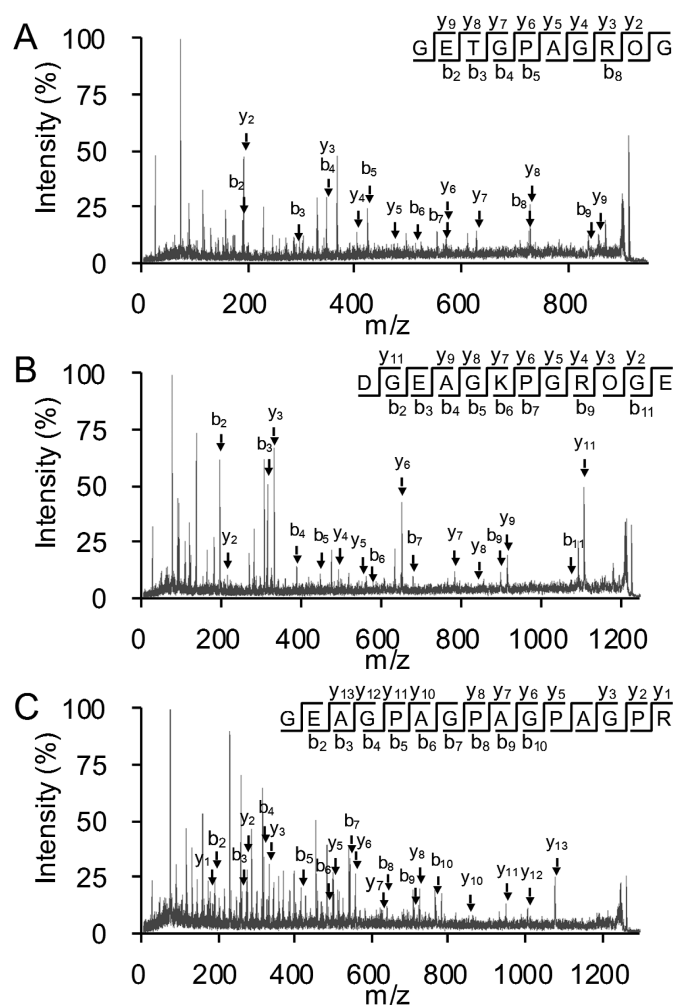 A
y9 y8 y7 y6 y5 y4 y3 y2
G E T G P A G R O G
b2 b3 b4 b5 b8
Intensity (%)
100
75
50
25
0
y2
b2
b3
y3
b4
b5
y4
y5
b6
b7
y6
y7
y8
b8
b9
y9
0 200 400 600 800
m/z
B
y11 y9 y8 y7 y6 y5 y4 y3 y2
D G E A G K P G R O G E
b2 b3 b4 b5 b6 b7 b9 b11
Intensity (%)
100
75
50
25
0
b2
y2
b3
y3
b4
b5
y4
y5
b6
y6
b7
y7
y8
b9
y9
b11
y11
0 200 400 600 800 1000 1200
m/z
C
y13 y12 y11 y10 y8 y7 y6 y5 y3 y2 y1
G E A G P A G P A G P A G P R
b2 b3 b4 b5 b6 b7 b8 b9 b10
Intensity (%)
100
75
50
25
0
y1
b2
b3
y2
b4
y3
b5
b6
y5
b7
y6
y7
b8
b9
y8
b10
y10
y11
y12
y13
0 200 400 600 800 1000 1200
m/z